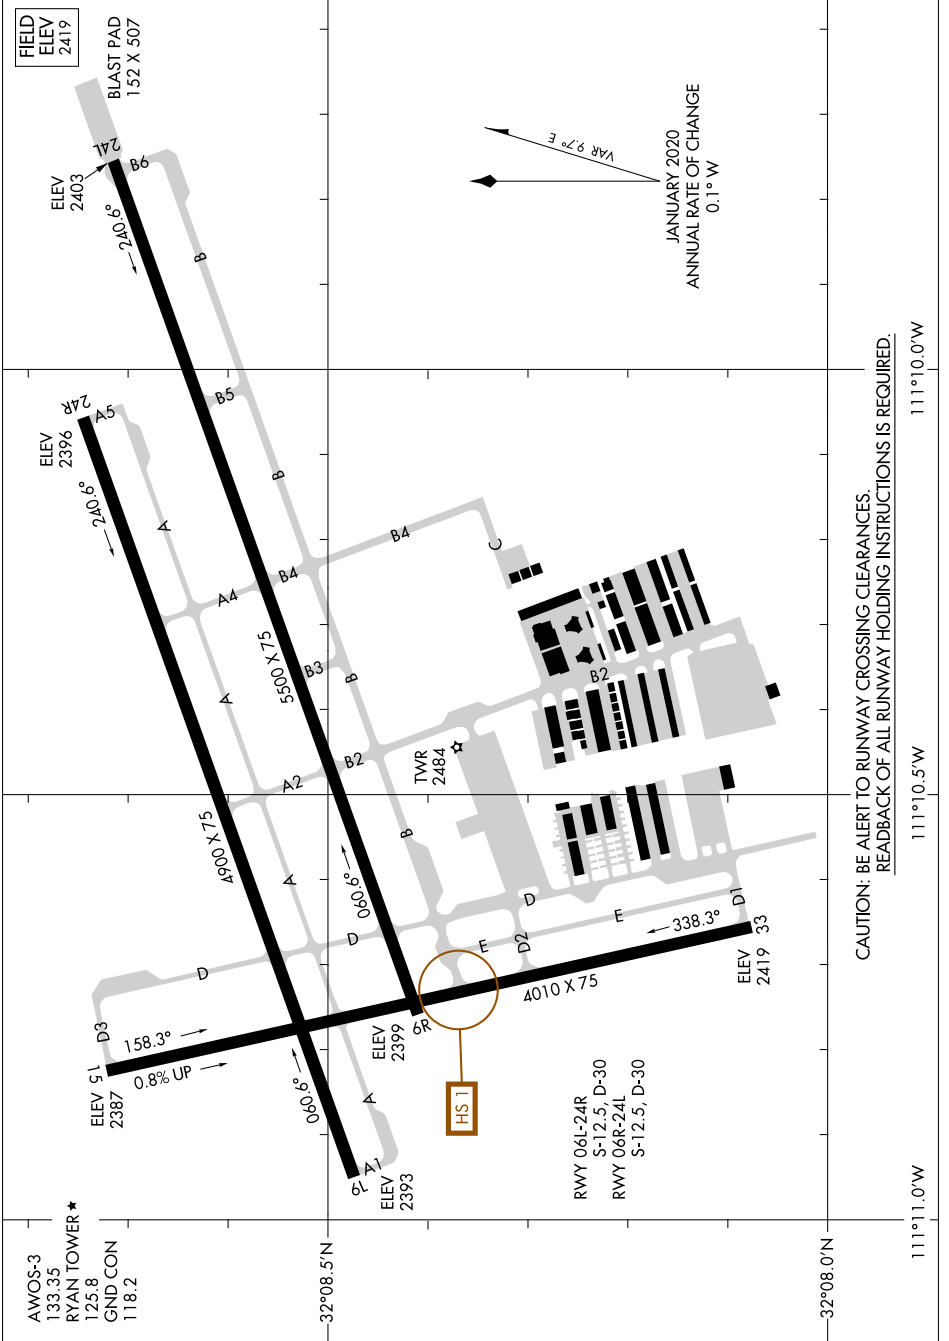 FIELD
ELEV
2419
BLAST PAD
152 X 507
24L
B6
ELEV
2403
240.6°
B
VAR 9.7° E
JANUARY 2020
ANNUAL RATE OF CHANGE
0.1° W
24R
A5
ELEV
2396
240.6°
B5
B
A
A4
B4
B4
C
5500 X 75
B3
B
A
B2
A2
B2
TWR
2484
4900 X 75
A
B
D
D
D
E
E
D1
D2
338.3°
33
ELEV
2419
4010 X 75
D3
158.3°
0.8% UP
15
ELEV
2387
060.6°
060.6°
6R
ELEV
2399
HS 1
A
A1
6L
ELEV
2393
RWY 06L-24R
S-12.5, D-30
RWY 06R-24L
S-12.5, D-30
AWOS-3
133.35
RYAN TOWER ★
125.8
GND CON
118.2
32°08.5'N
32°08.0'N
111°10.0'W
111°10.5'W
111°11.0'W
CAUTION: BE ALERT TO RUNWAY CROSSING CLEARANCES.
READBACK OF ALL RUNWAY HOLDING INSTRUCTIONS IS REQUIRED.